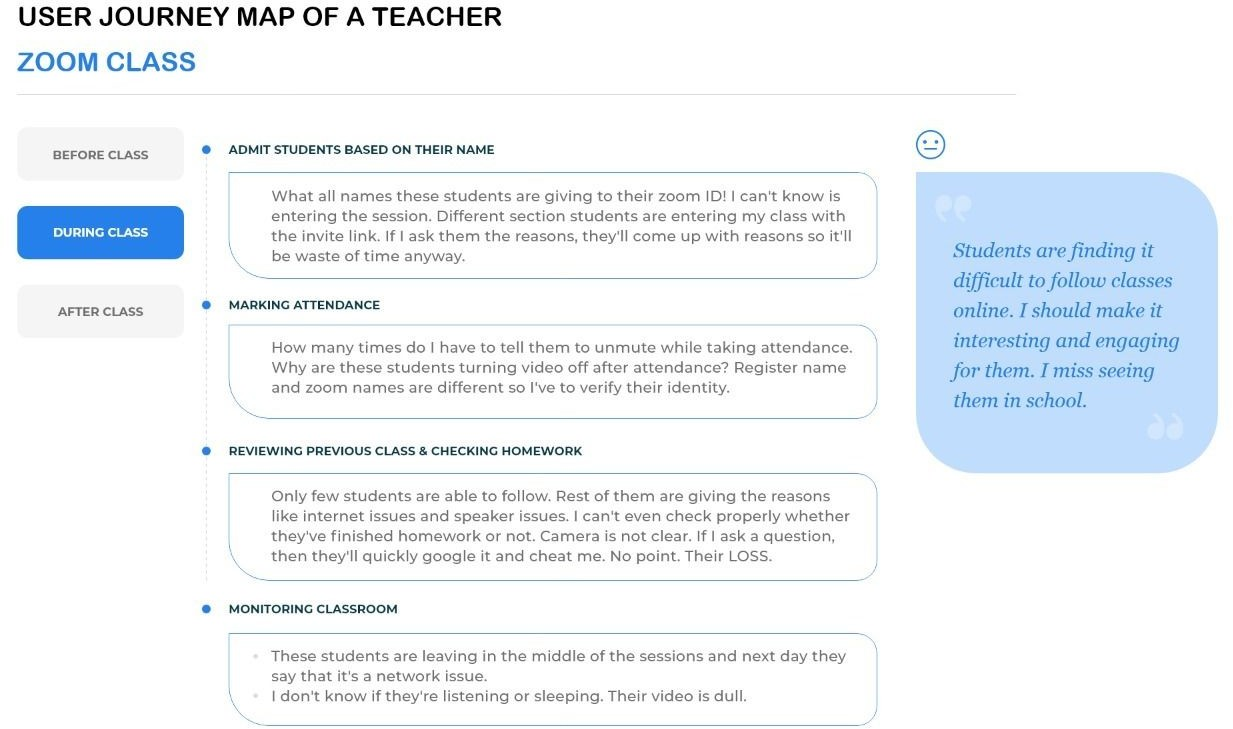 USER JOURNEY MAP OF A TEACHER
ZOOM CLASS
BEFORE CLASS
DURING CLASS
AFTER CLASS
ADMIT STUDENTS BASED ON THEIR NAME
What all names these students are giving to their zoom ID! I can't know is
entering the session. Different section students are entering my class with
the invite link. If I ask them the reasons, they'll come up with reasons so it'll
be waste of time anyway.
MARKING ATTENDANCE
How many times do I have to tell them to unmute while taking attendance.
Why are these students turning video off after attendance? Register name
and zoom names are different so I've to verify their identity.
REVIEWING PREVIOUS CLASS & CHECKING HOMEWORK
Only few students are able to follow. Rest of them are giving the reasons
like internet issues and speaker issues. I can't even check properly whether
they've finished homework or not. Camera is not clear. If I ask a question,
then they'll quickly google it and cheat me. No point. Their LOSS.
MONITORING CLASSROOM
• These students are leaving in the middle of the sessions and next day they
say that it's a network issue.
• I don't know if they're listening or sleeping. Their video is dull.
“
Students are finding it
difficult to follow classes
online. I should make it
interesting and engaging
for them. I miss seeing
them in school.
”